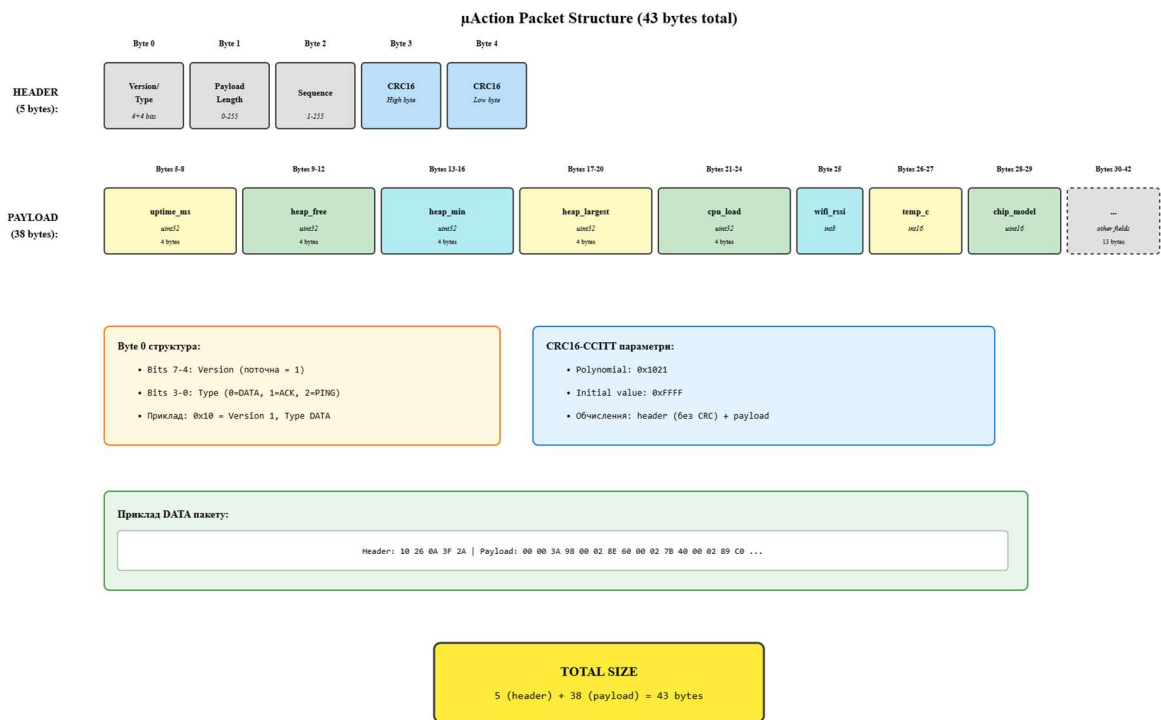 μAction Packet Structure (43 bytes total)
Byte 0 Byte 1 Byte 2 Byte 3 Byte 4
HEADER
(5 bytes):
Version/
Type
4+4 bits
Payload
Length
0-255
Sequence
1-255
CRC16
High byte
CRC16
Low byte
Bytes 5-8 Bytes 9-12 Bytes 13-16 Bytes 17-20 Bytes 21-24 Byte 25 Bytes 26-27 Bytes 28-29 Bytes 30-42
PAYLOAD
(38 bytes):
uptime_ms
uint32
4 bytes
heap_free
uint32
4 bytes
heap_min
uint32
4 bytes
heap_largest
uint32
4 bytes
cpu_load
uint32
4 bytes
wifi_rssi
int8
temp_c
int16
chip_model
uint16
...
other fields
13 bytes
Byte 0 структура:
• Bits 7-4: Version (поточна = 1)
• Bits 3-0: Type (0=DATA, 1=ACK, 2=PING)
• Приклад: 0x10 = Version 1, Type DATA
CRC16-CCITT параметри:
• Polynomial: 0x1021
• Initial value: 0xFFFF
• Обчислення: header (без CRC) + payload
Приклад DATA пакету:
Header: 10 26 0A 3F 2A | Payload: 00 00 3A 98 00 02 8E 60 00 02 7B 40 00 02 89 C0 ...
TOTAL SIZE
5 (header) + 38 (payload) = 43 bytes